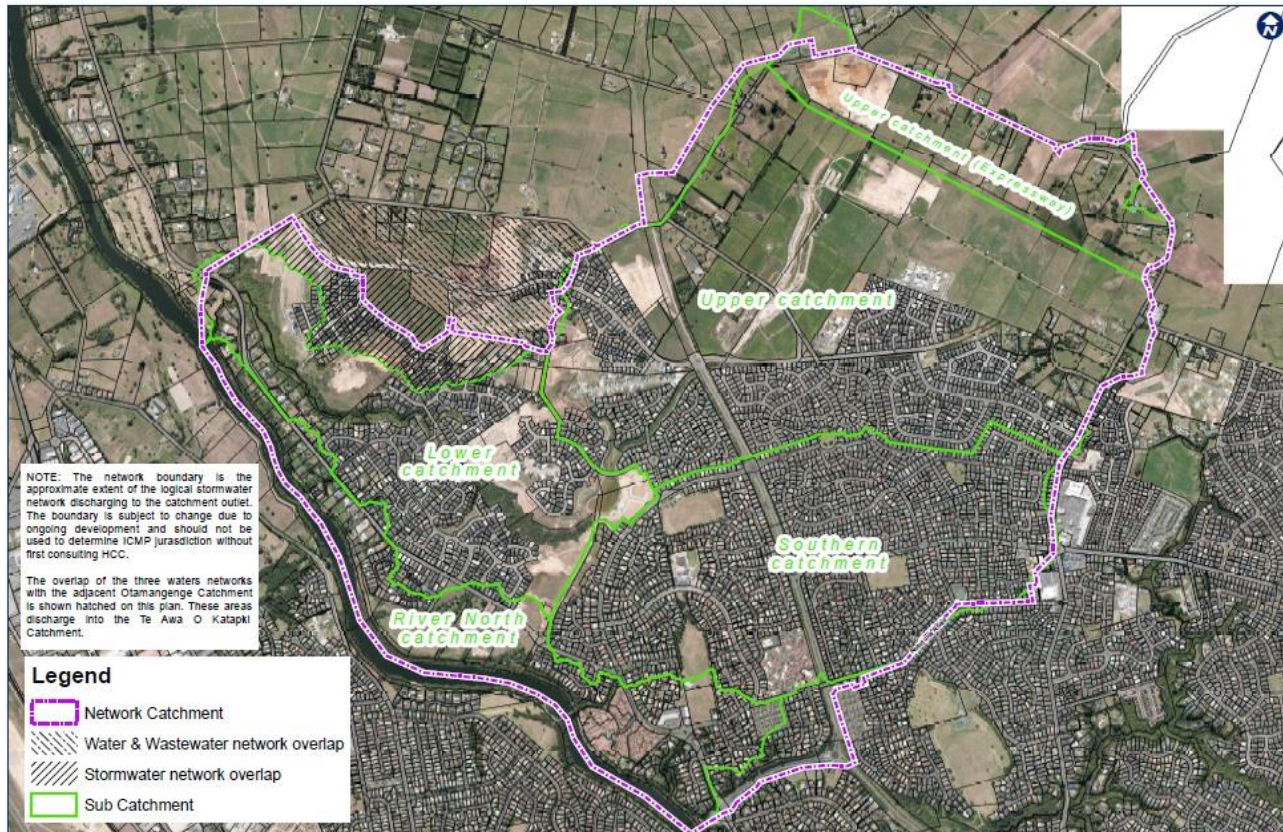 N
Upper catchment (Expressway)
Upper catchment
Lower
catchment
Southern
catchment
River North
catchment
NOTE: The network boundary is the
approximate extent of the logical stormwater
network discharging to the catchment outlet.
The boundary is subject to change due to
ongoing development and should not be
used to determine ICMP jurasdiction without
first consulting HCC.
The overlap of the three waters networks
with the adjacent Otamangenge Catchment
is shown hatched on this plan. These areas
discharge into the Te Awa O Katapki
Catchment.
Legend
Network Catchment
Water & Wastewater network overlap
Stormwater network overlap
Sub Catchment